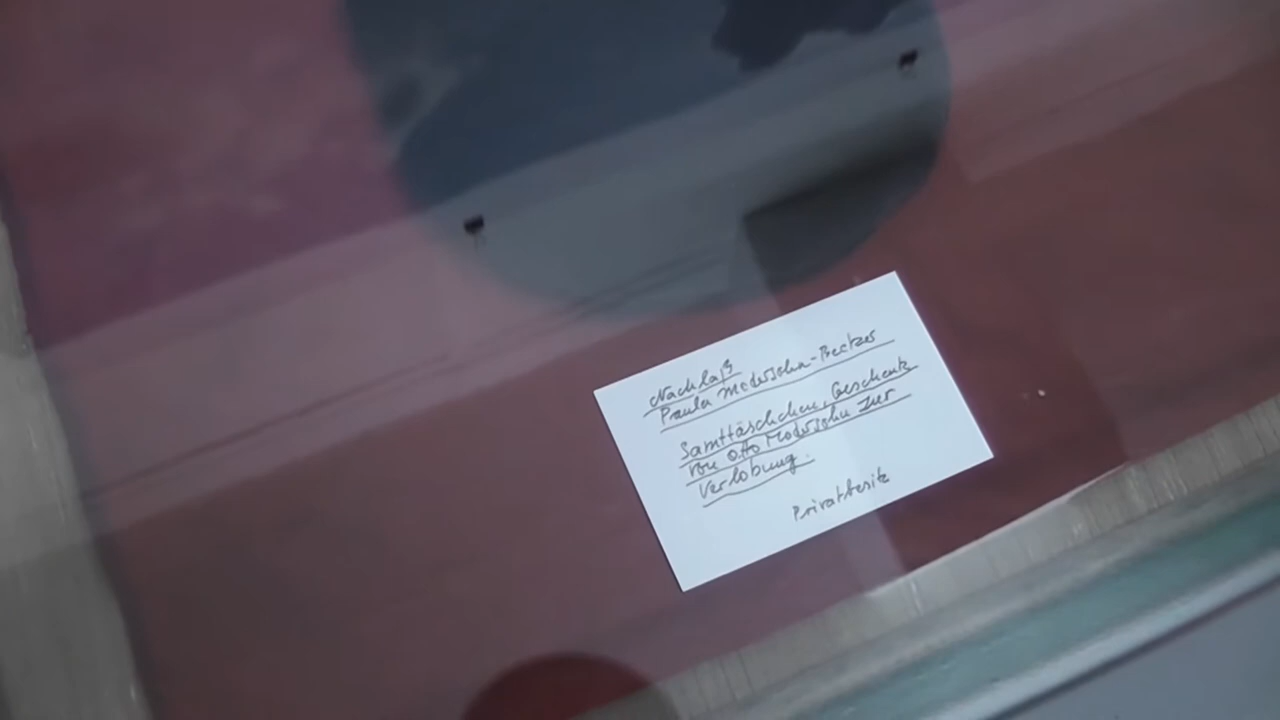 Nachlaß
Paula Modersohn-Becker
Samttäschchen, Geschenk
von Otto Modersohn zur
Verlobung.
Privatbesitz